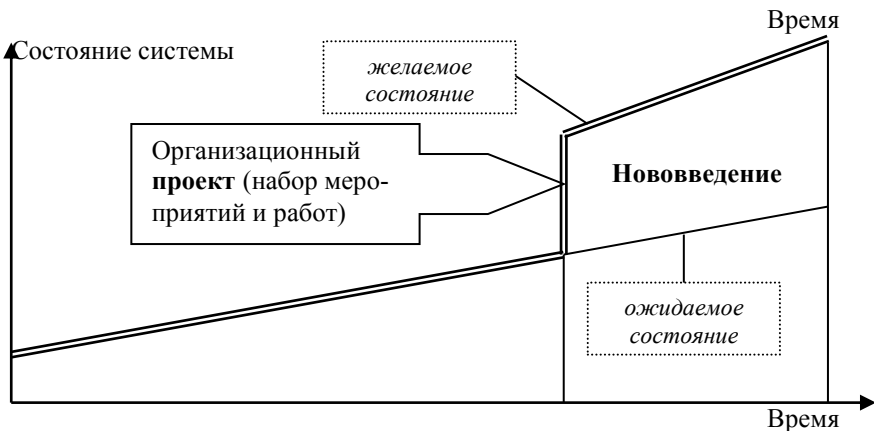 Время
Состояние системы
желаемое
состояние
Организационный
проект (набор меро-
приятий и работ)
Нововведение
ожидаемое
состояние
Время